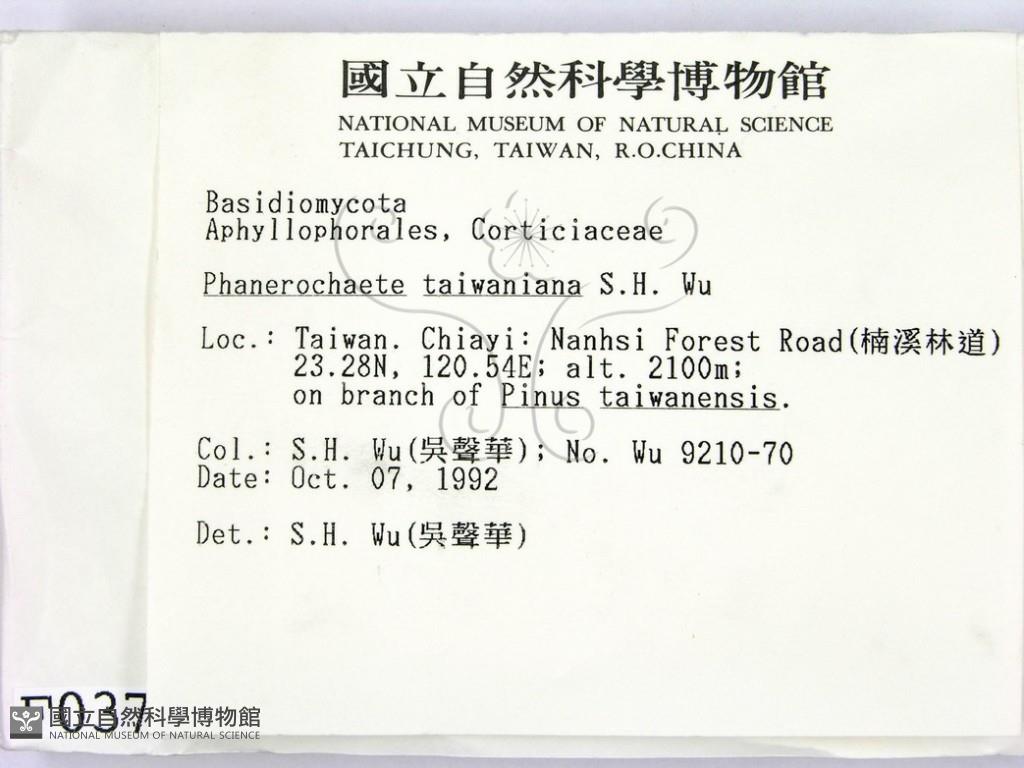 國立自然科學博物館
NATIONAL MUSEUM OF NATURAL SCIENCE
TAICHUNG, TAIWAN, R.O.CHINA
Basidiomycota
Aphyllophorales, Corticiaceae
Phanerochaete taiwaniana S.H. Wu
Loc.: Taiwan. Chiayi: Nanhsi Forest Road(楠溪林道)
23.28N, 120.54E; alt. 2100m;
on branch of Pinus taiwanensis.
Col.: S.H. Wu(吳聲華); No. Wu 9210-70
Date: Oct. 07, 1992
Det.: S.H. Wu(吳聲華)
F037
國立自然科學博物館
NATIONAL MUSEUM OF NATURAL SCIENCE